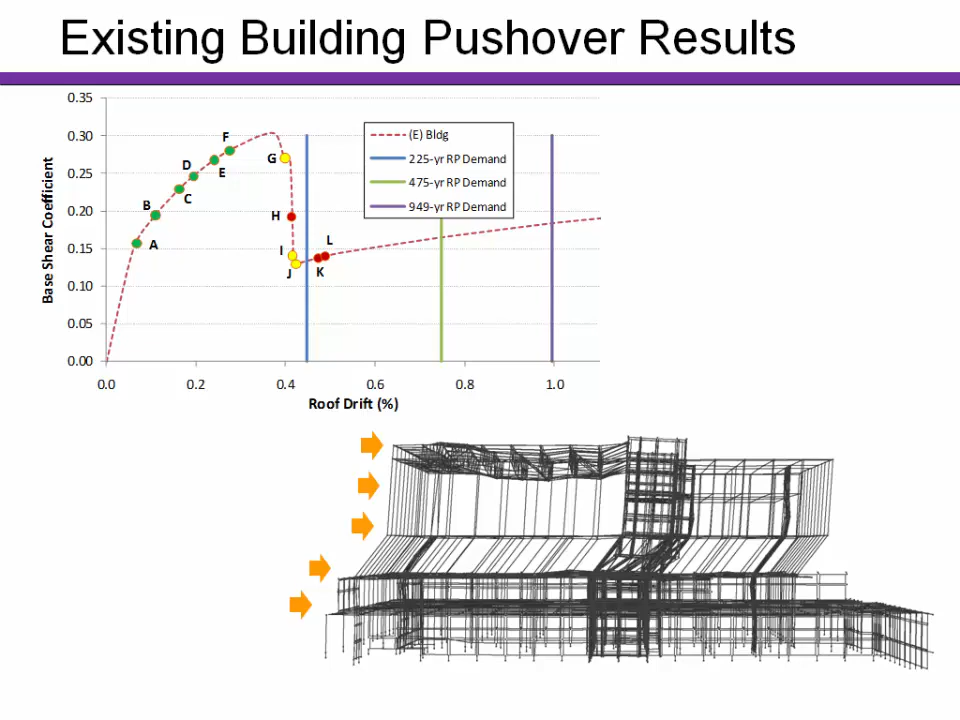 Existing Building Pushover Results
0.35
0.30
0.25
0.20
0.15
0.10
0.05
0.00
Base Shear Coefficient
0.0 0.2 0.4 0.6 0.8 1.0
Roof Drift (%)
A
B
C
D
E
F
G
H
I
J
K
L
(E) Bldg
225-yr RP Demand
475-yr RP Demand
949-yr RP Demand